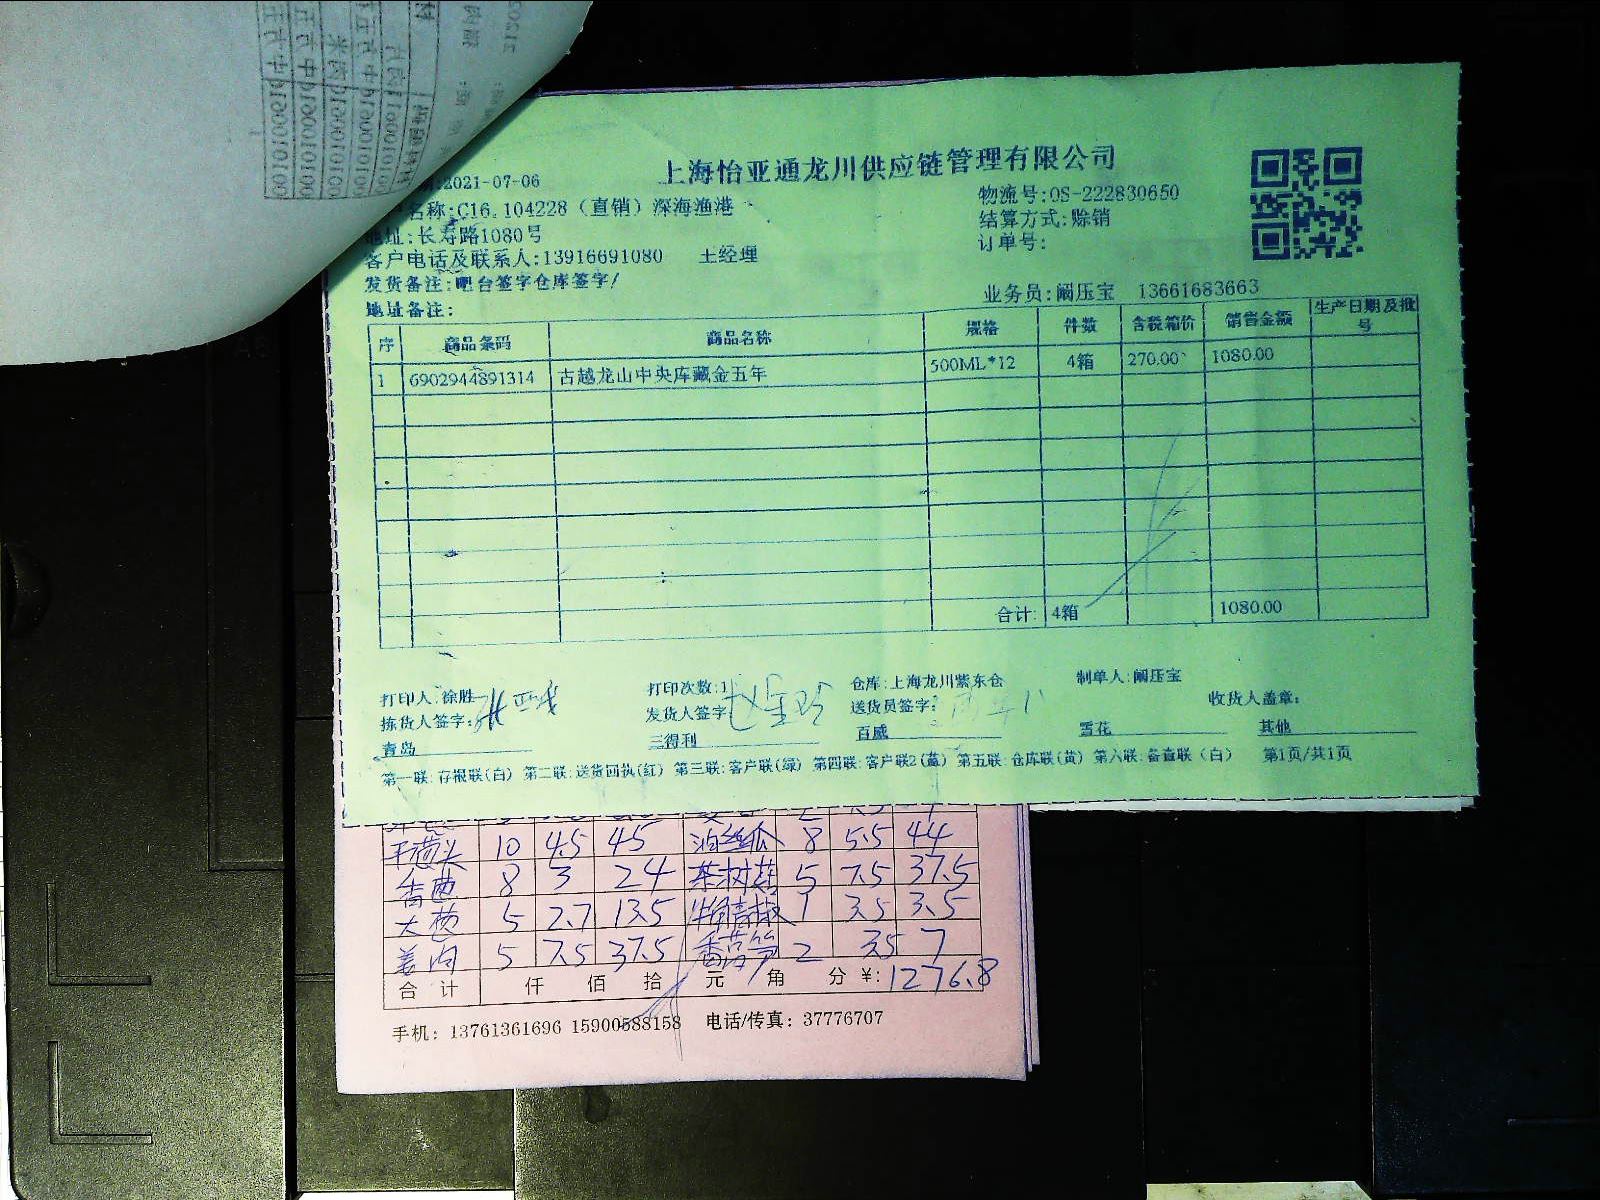 上海怡亚通龙川供应链管理有限公司
:2021-07-06
物流号:OS-222830650
名称:C16.104228（直销）深海渔港
结算方式:赊销
地址:长寿路1080号
订单号:
客户电话及联系人:13916691080 王经理
发货备注:吧台签字仓库签字/
业务员:阚压宝 13661683663
地址备注:
序 商品条码 商品名称 规格 件数 含税箱价 销售金额 生产日期及批号
1 6902944891314 古越龙山中央库藏金五年 500ML*12 4箱 270.00 1080.00
合计: 4箱 1080.00
打印人:徐胜 打印次数:1 仓库:上海龙川紫东仓 制单人:阚压宝
拣货人签字: 发货人签字: 送货员签字: 收货人盖章:
青岛 三得利 百威 雪花 其他
第一联:存根联(白) 第二联:送货回执(红) 第三联:客户联(绿) 第四联:客户联2(蓝) 第五联:仓库联(黄) 第六联:备查联（白） 第1页/共1页
10 4.5 45 8 5.5 44
8 3 24 茶树菇 5 7.5 37.5
5 2.7 13.5 1 3.5 3.5
姜肉 5 7.5 37.5 香莴笋 2 3.5 7
合计 仟 佰 拾 元 角 分 ¥: 1276.8
手机：13761361696 15900588158 电话/传真：37776707